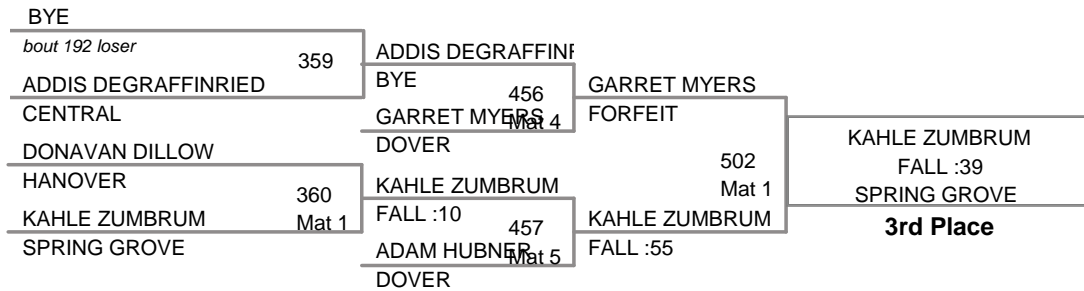 BYE
bout 192 loser
359
ADDIS DEGRAFFINRIED
CENTRAL
DONAVAN DILLOW
HANOVER
360
Mat 1
KAHLE ZUMBRUM
SPRING GROVE
ADDIS DEGRAFFIN
BYE
456
Mat 4
GARRET MYERS
DOVER
KAHLE ZUMBRUM
FALL :10
457
Mat 5
ADAM HUBNER
DOVER
GARRET MYERS
FORFEIT
502
Mat 1
KAHLE ZUMBRUM
FALL :55
KAHLE ZUMBRUM
FALL :39
SPRING GROVE
3rd Place